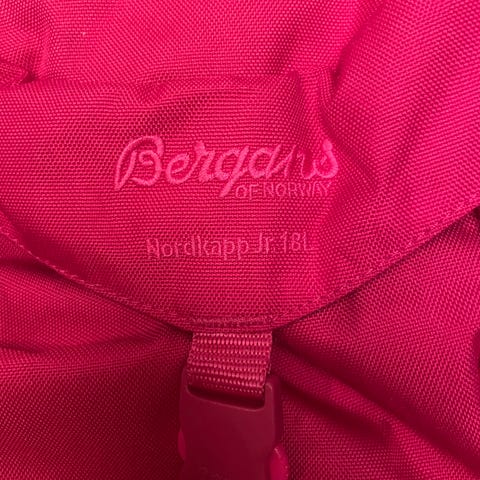 Bergans
OF NORWAY
Nordkapp Jr 18L